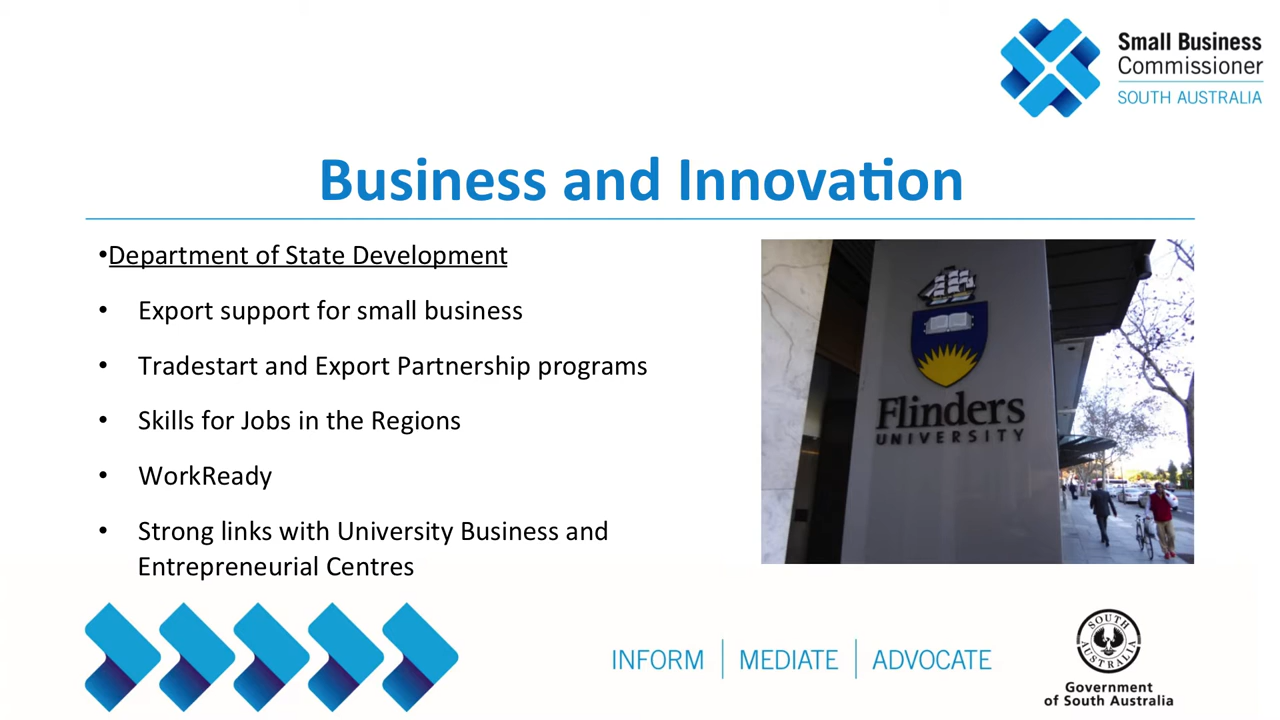 Small Business
Commissioner
SOUTH AUSTRALIA
Business and Innovation
•Department of State Development
• Export support for small business
• Tradestart and Export Partnership programs
• Skills for Jobs in the Regions
• WorkReady
• Strong links with University Business and
Entrepreneurial Centres
Flinders
UNIVERSITY
INFORM | MEDIATE | ADVOCATE
SOUTH
AUSTRALIA
Government
of South Australia